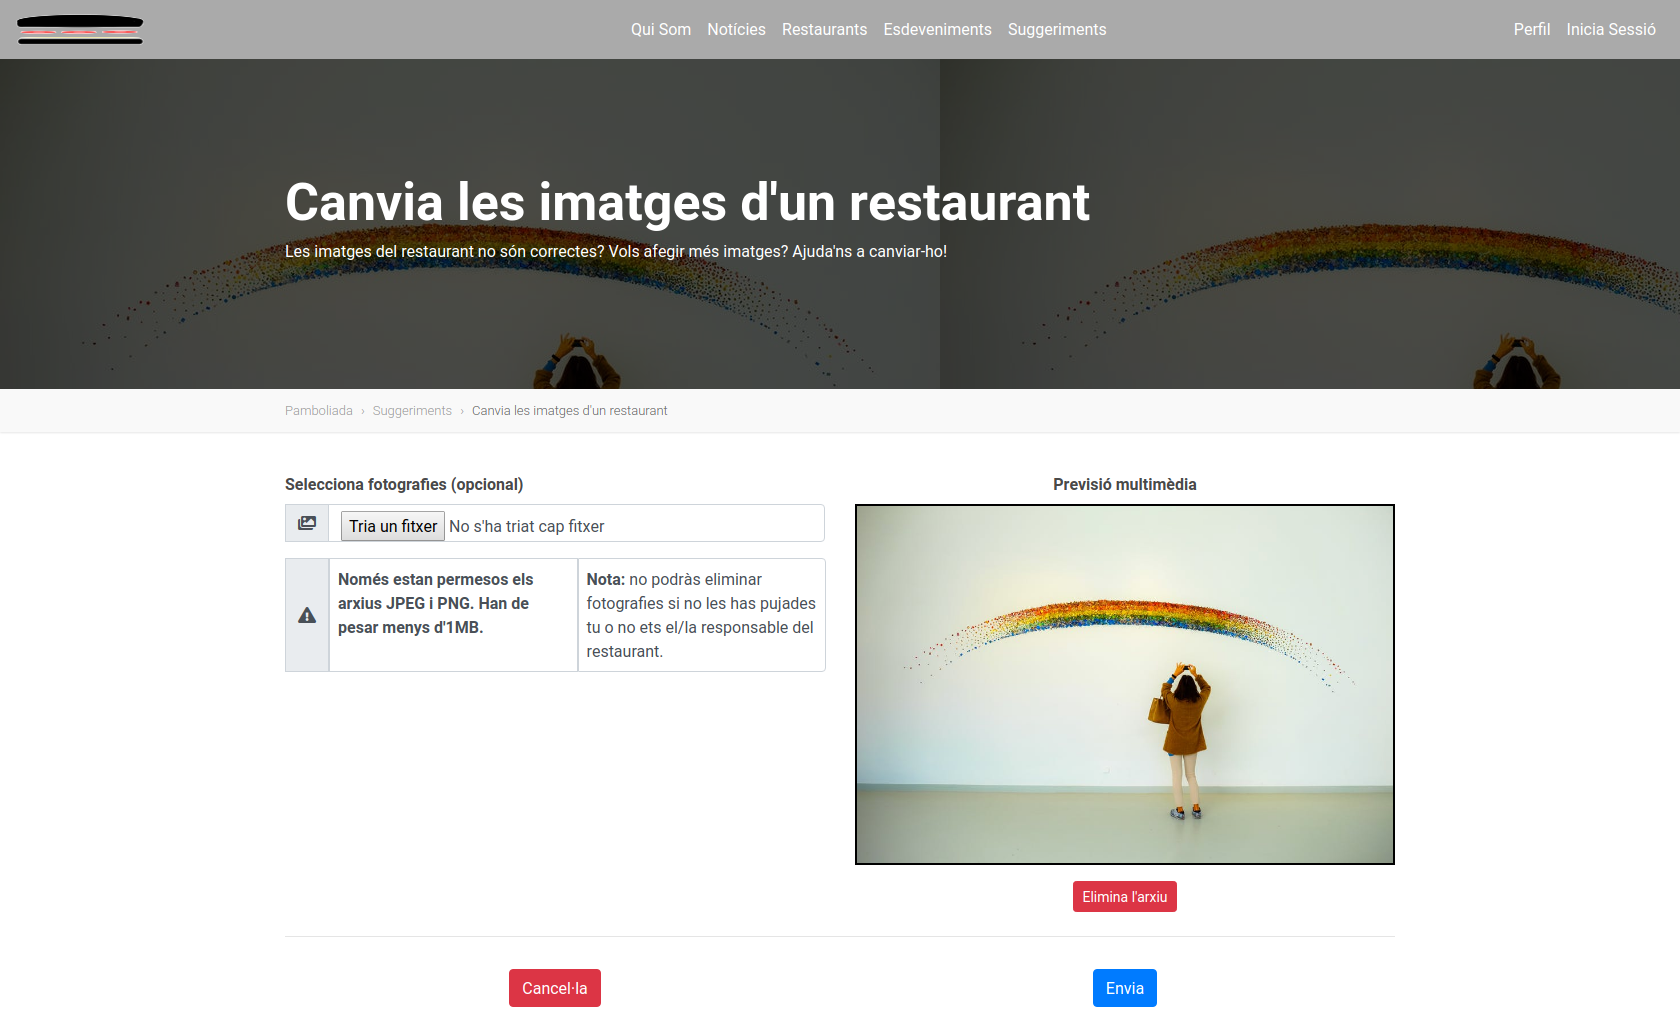 Qui Som Notícies Restaurants Esdeveniments Suggeriments Perfil Inicia Sessió
Canvia les imatges d'un restaurant
Les imatges del restaurant no són correctes? Vols afegir més imatges? Ajuda'ns a canviar-ho!
Pamboliada › Suggeriments › Canvia les imatges d'un restaurant
Selecciona fotografies (opcional)
Tria un fitxer No s'ha triat cap fitxer
Només estan permesos els
arxius JPEG i PNG. Han de
pesar menys d'1MB.
Nota: no podràs eliminar
fotografies si no les has pujades
tu o no ets el/la responsable del
restaurant.
Previsió multimèdia
Elimina l'arxiu
Cancel·la
Envia